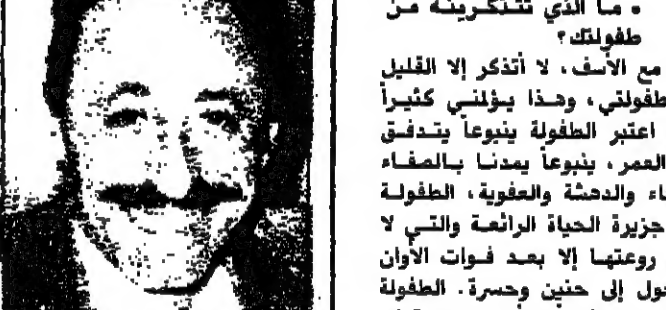 • ما الذي تتذكرينه من
طفولتك؟
مع الأسف، لا أتذكر إلا القليل
طفولتي، وهذا يؤلمني كثيراً
اعتبر الطفولة ينبوعاً يتدفق
العمر، ينبوعاً يمدنا بالصفاء
اء والدهشة والعفوية، الطفولة
جزيرة الحياة الرائعة والتي لا
روعتها إلا بعد فوات الأوان
حول إلى حنين وحسرة. الطفولة